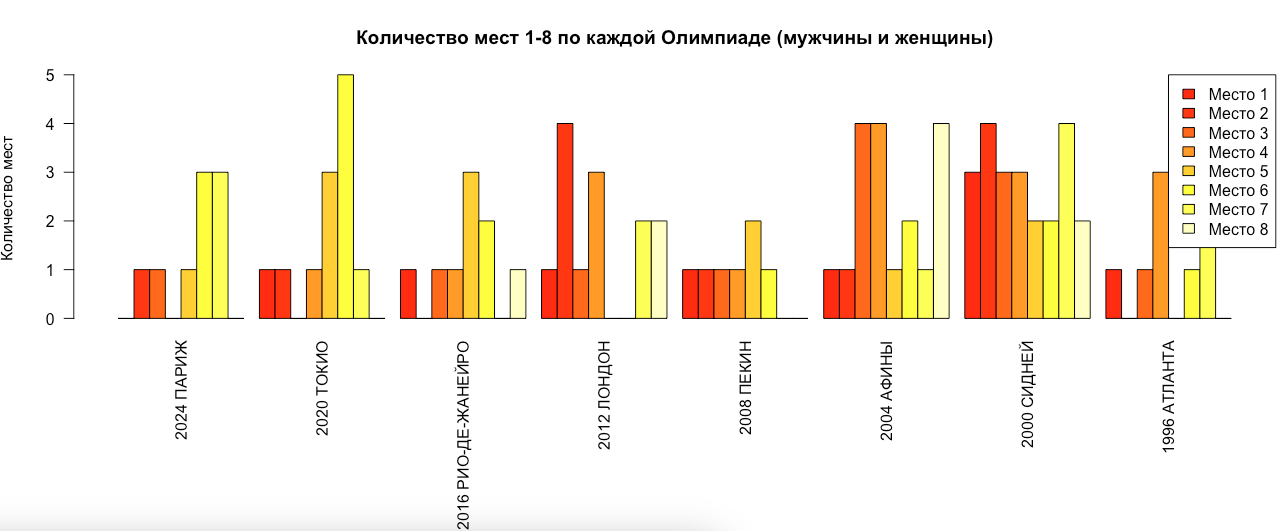 Количество мест 1-8 по каждой Олимпиаде (мужчины и женщины)
Количество мест
5
4
3
2
1
0
Место 1
Место 2
Место 3
Место 4
Место 5
Место 6
Место 7
Место 8
2024 ПАРИЖ
2020 ТОКИО
2016 РИО-ДЕ-ЖАНЕЙРО
2012 ЛОНДОН
2008 ПЕКИН
2004 АФИНЫ
2000 СИДНЕЙ
1996 АТЛАНТА